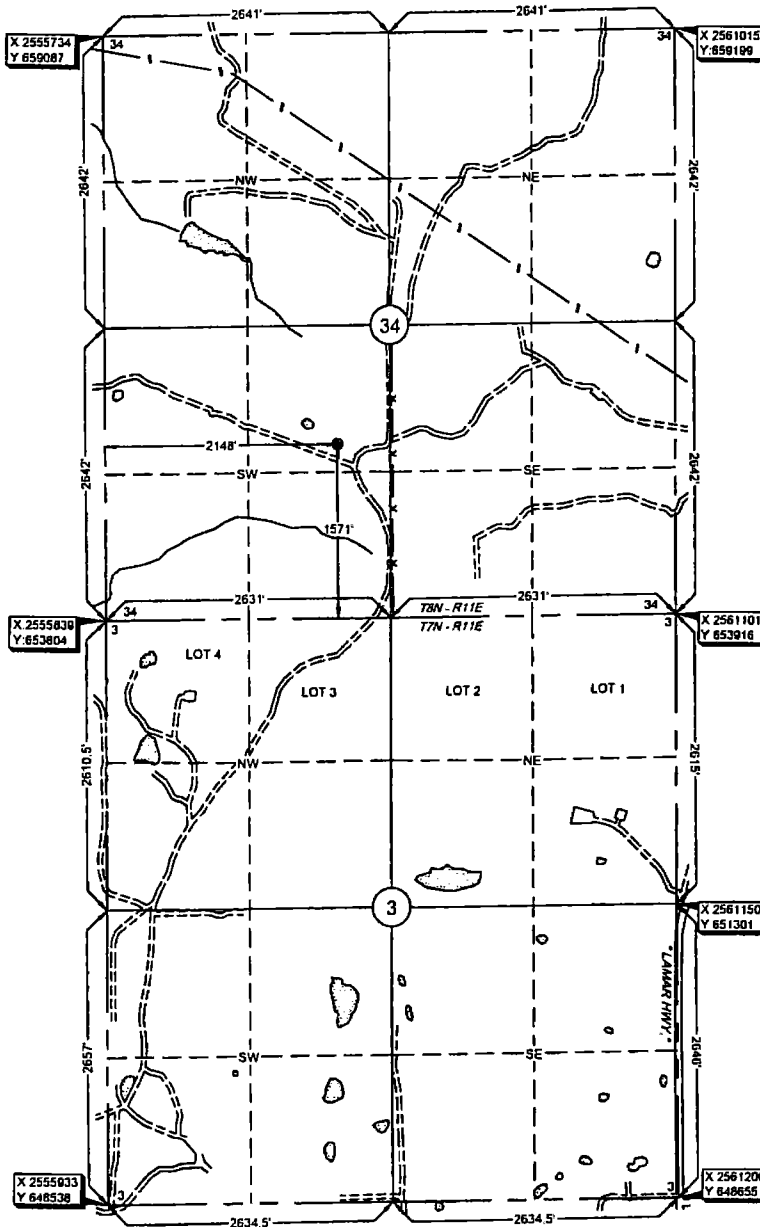 2641' 2641'
X 2555734
Y 659087
34 34
X 2561015
Y:659199
2642' NW NE 2642'
34
2148'
2642' SW SE 2642'
1571'
2631' 2631'
T8N - R11E
T7N - R11E
34 34
X:2555839
Y:653804
3 3
X 2561101
Y 653916
LOT 4 LOT 3 LOT 2 LOT 1
2610.5' NW NE 2615'
3
X 2561150
Y 651301
"LAMAR HWY."
2657' SW SE 2646'
X 2555933
Y 648538
3 3
X 2561206
Y 648655
2634.5' 2634.5'